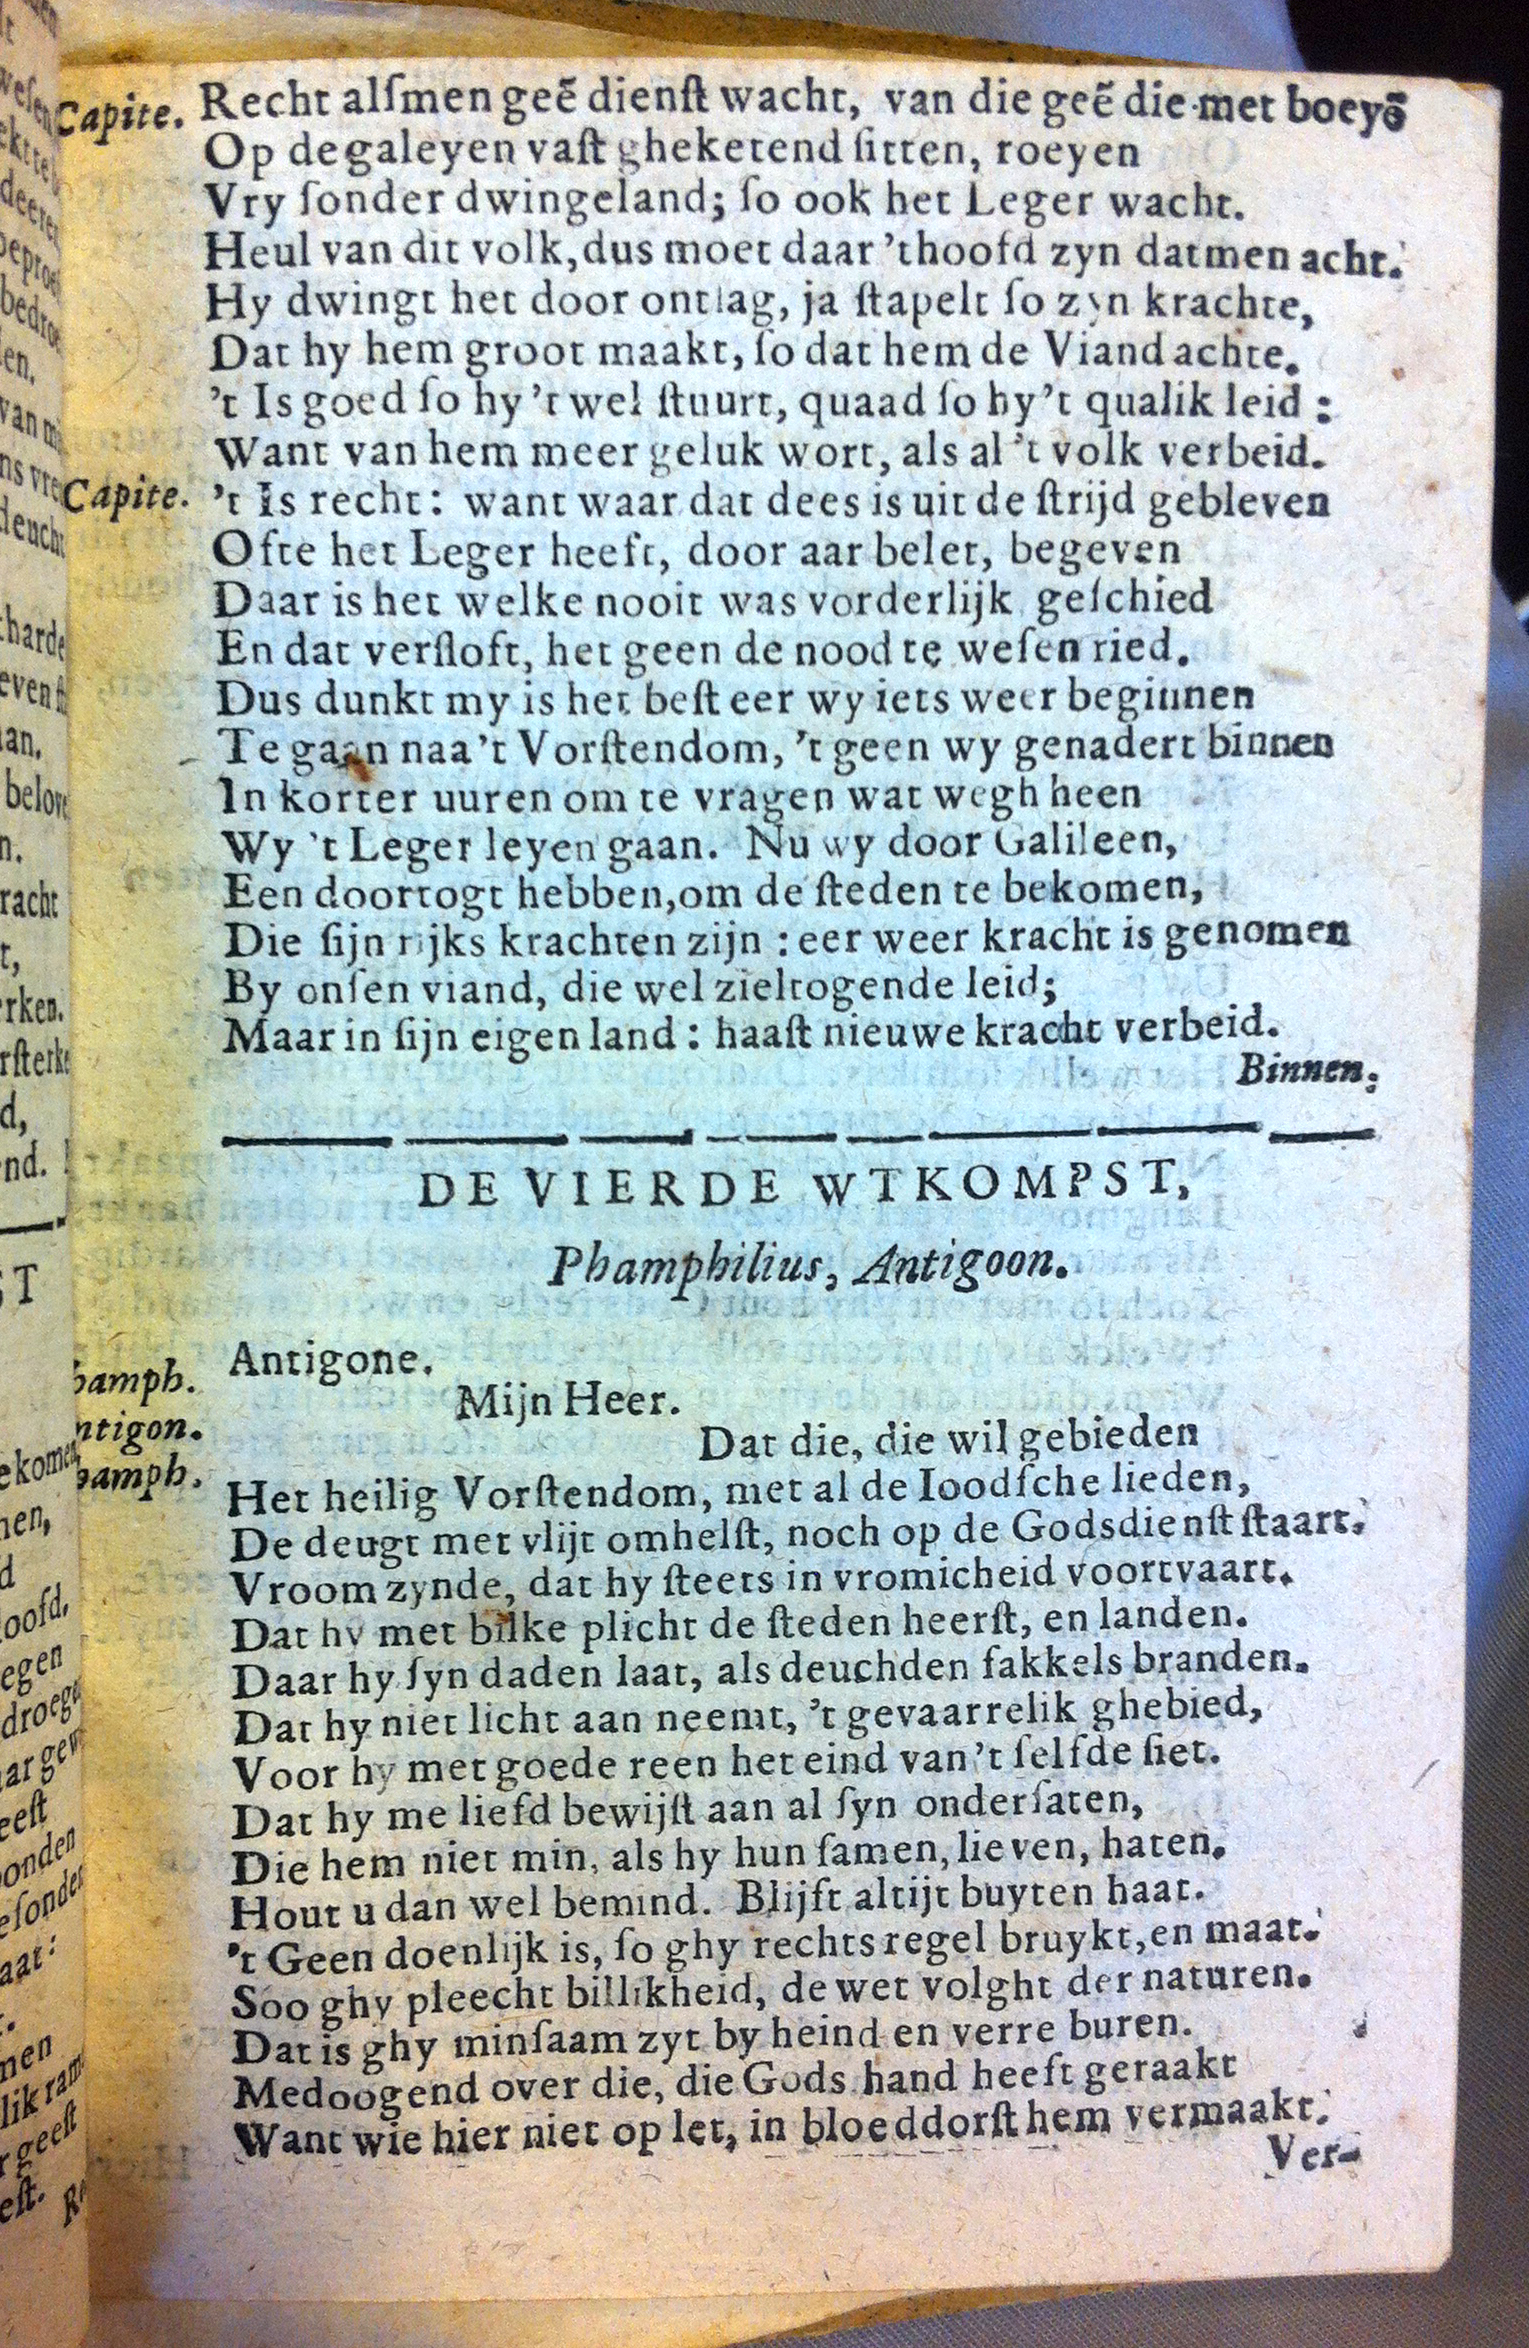 Capite. Recht alſmen geē dienſt wacht, van die geē die met boeyō
Op de galeyen vaſt gheketend ſitten, roeyen
Vry ſonder dwingeland; ſo ook het Leger wacht.
Heul van dit volk, dus moet daar 'thoofd zyn datmen acht.
Hy dwingt het door ontlag, ja ſtapelt ſo zyn krachte,
Dat hy hem groot maakt, ſo dat hem de Viand achte.
't Is goed ſo hy 't wel ſtuurt, quaad ſo hy 't qualik leid :
Want van hem meer geluk wort, als al 't volk verbeid.
Capite. 't Is recht: want waar dat dees is uit de ſtrijd gebleven
Ofte het Leger heeft, door aar belet, begeven
Daar is het welke nooit was vorderlijk geſchied
En dat verſloft, het geen de nood te weſen ried.
Dus dunkt my is het beſt eer wy iets weer beginnen
Te gaan naa 't Vorſtendom, 't geen wy genadert binnen
In korter uuren om te vragen wat wegh heen
Wy 't Leger leyen gaan. Nu wy door Galileen,
Een doortogt hebben, om de ſteden te bekomen,
Die ſijn rijks krachten zijn : eer weer kracht is genomen
By onſen viand, die wel zieltogende leid;
Maar in ſijn eigen land : haaſt nieuwe kracht verbeid.
Binnen.
DE VIERDE WTKOMPST,
Phamphilius, Antigoon.
hamph. Antigone.
ntigon. Mijn Heer.
hamph. Dat die, die wil gebieden
Het heilig Vorſtendom, met al de Ioodſche lieden,
De deugt met vlijt omhelſt, noch op de Godsdienſt ſtaart.
Vroom zynde, dat hy ſteets in vromicheid voortvaart.
Dat hy met bilke plicht de ſteden heerſt, en landen.
Daar hy ſyn daden laat, als deuchden fakkels branden.
Dat hy niet licht aan neemt, 't gevaarrelik ghebied,
Voor hy met goede reen het eind van 't ſelfde ſiet.
Dat hy me liefd bewijſt aan al ſyn onderſaten,
Die hem niet min, als hy hun ſamen, lieven, haten.
Hout u dan wel bemind. Blijft altijt buyten haat.
't Geen doenlijk is, ſo ghy rechts regel bruykt, en maat.
Soo ghy pleecht billikheid, de wet volght der naturen.
Dat is ghy minſaam zyt by heind en verre buren.
Medoogend over die, die Gods hand heeft geraakt
Want wie hier niet op let, in bloeddorſt hem vermaakt.
Ver-